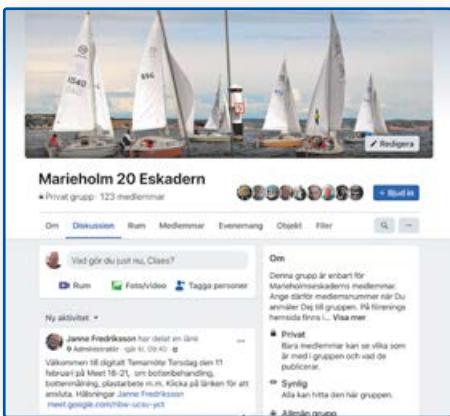 1540
Redigera
Marieholm 20 Eskadern
Privat grupp · 123 medlemmar
+ Bjud in
Om Diskussion Rum Medlemmar Evenemang Objekt Filer
Vad gör du just nu, Claes?
Rum Foto/video Tagga personer
Ny aktivitet
Janne Fredriksson har delat en länk
Administratör · igår kl. 09:40
Välkommen till digitalt Temamöte Torsdag den 11
februari på Meet 18-21, om bottenbehandling,
bottenmålning, plastarbete m.m. Klicka på länken för att
ansluta. Hälsningar Janne Fredriksson
Om
Denna grupp är enbart för
Marieholmseskaderns medlemmar.
Ange därför medlemsnummer när Du
anmäler Dej till gruppen. På förenings
hemsida finns i... Visa mer
Privat
Bara medlemmar kan se vilka som
är med i gruppen och vad de
publicerar.
Synlig
Alla kan hitta den här gruppen.
Allmän grupp